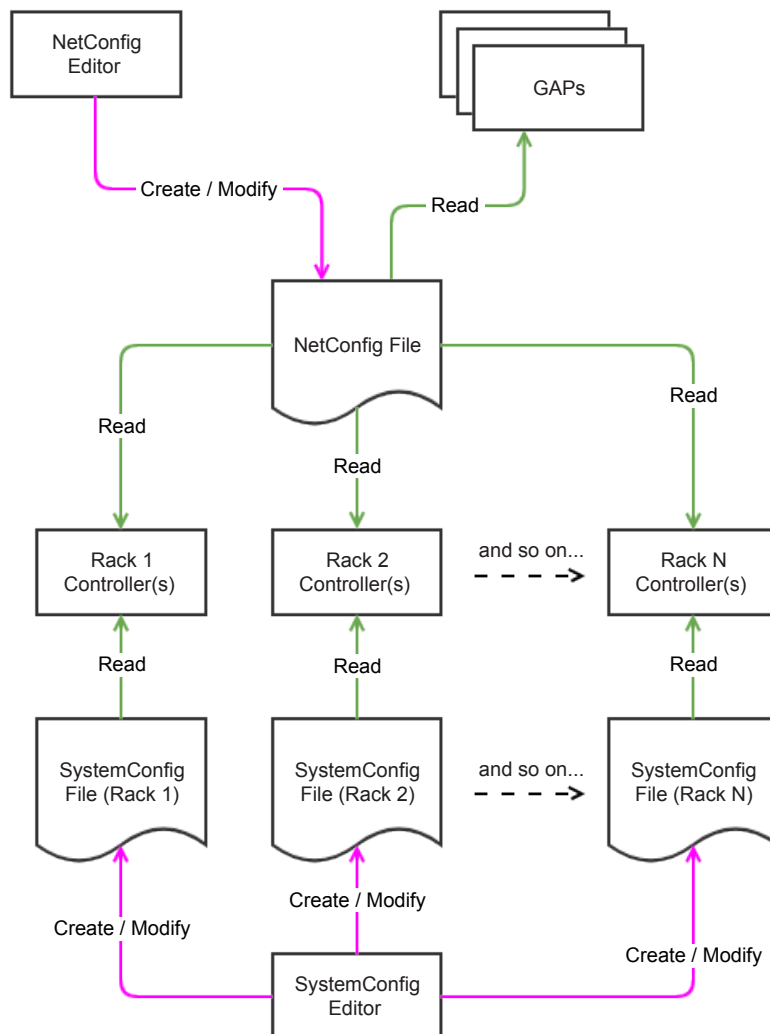 NetConfig
Editor
GAPs
Create / Modify
Read
NetConfig File
Read
Read
Read
Rack 1
Controller(s)
Rack 2
Controller(s)
and so on...
Rack N
Controller(s)
Read
Read
Read
SystemConfig
File (Rack 1)
SystemConfig
File (Rack 2)
and so on...
SystemConfig
File (Rack N)
Create / Modify
Create / Modify
Create / Modify
SystemConfig
Editor